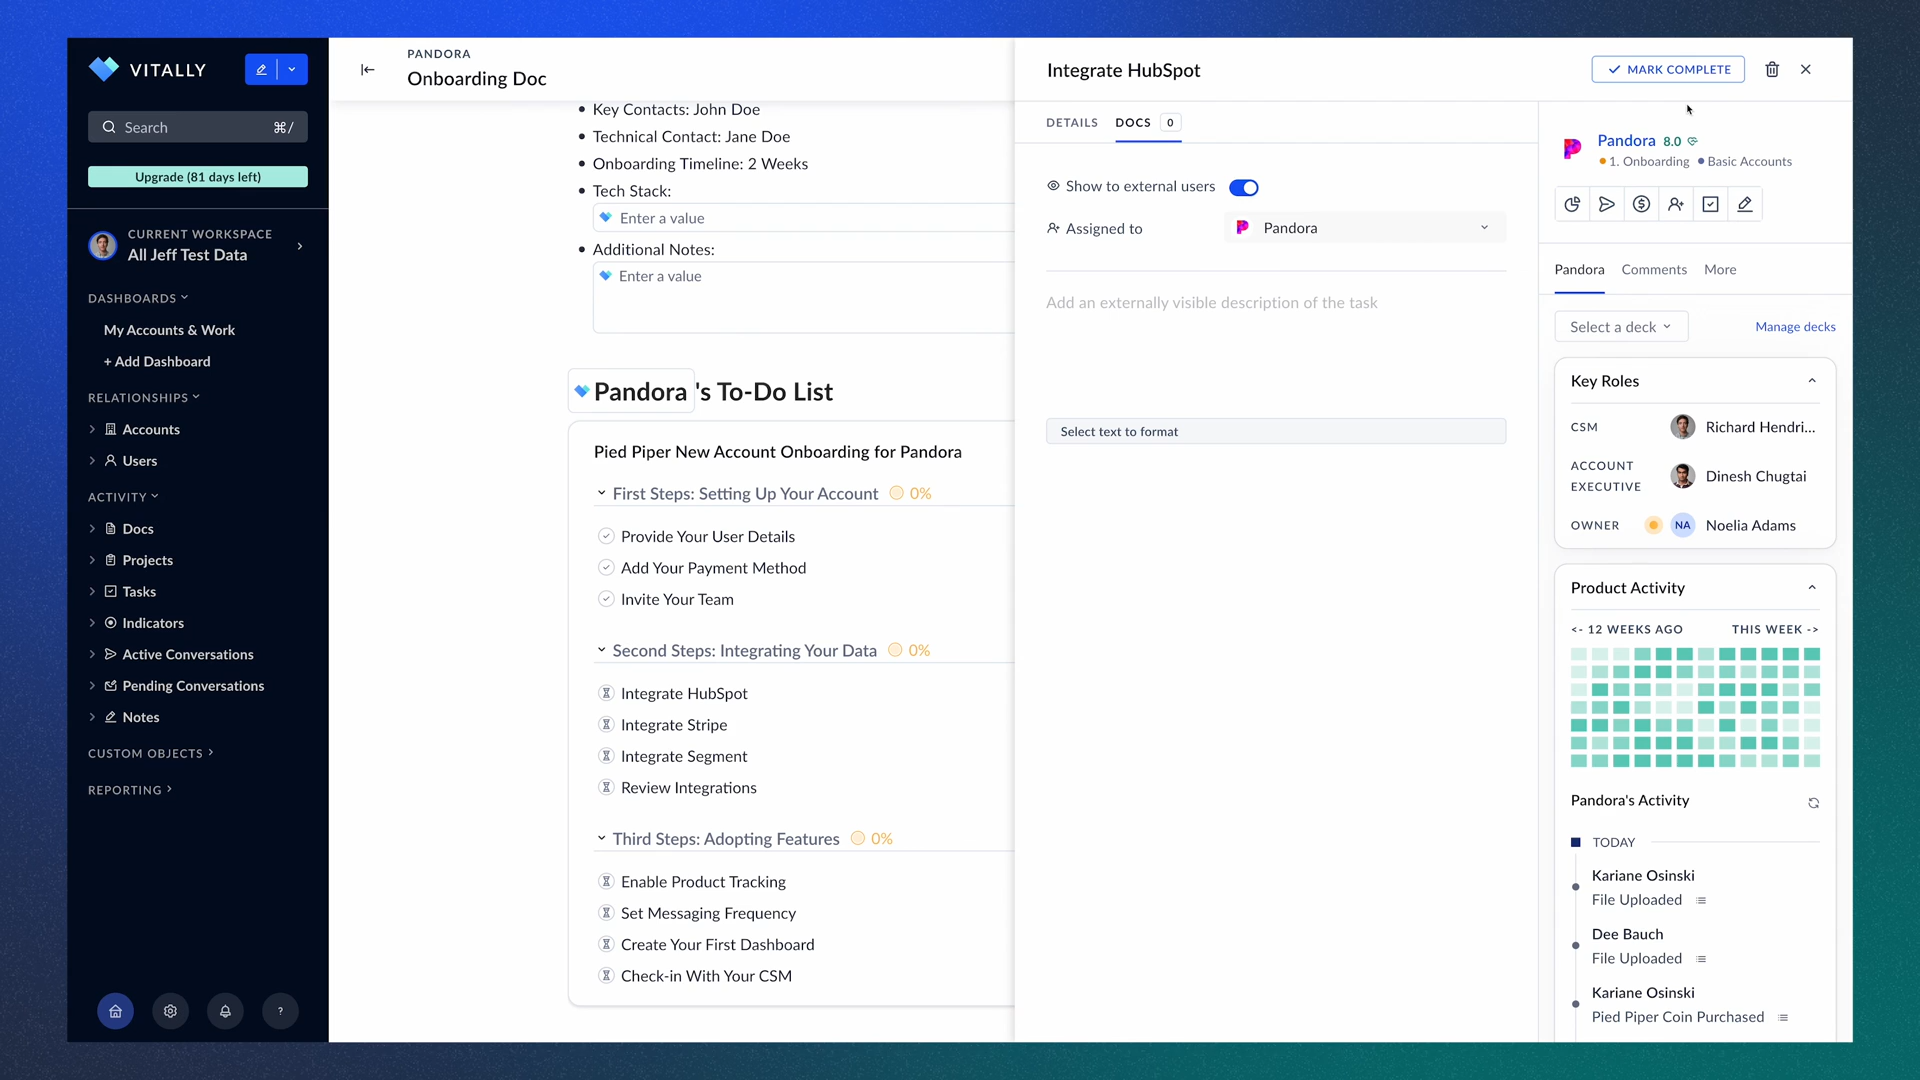 VITALLY
Search ⌘/
Upgrade (81 days left)
CURRENT WORKSPACE
All Jeff Test Data
DASHBOARDS
My Accounts & Work
+ Add Dashboard
RELATIONSHIPS
Accounts
Users
ACTIVITY
Docs
Projects
Tasks
Indicators
Active Conversations
Pending Conversations
Notes
CUSTOM OBJECTS
REPORTING
?
PANDORA
Onboarding Doc
Key Contacts: John Doe
Technical Contact: Jane Doe
Onboarding Timeline: 2 Weeks
Tech Stack:
Enter a value
Additional Notes:
Enter a value
Pandora 's To-Do List
Pied Piper New Account Onboarding for Pandora
First Steps: Setting Up Your Account 0%
Provide Your User Details
Add Your Payment Method
Invite Your Team
Second Steps: Integrating Your Data 0%
Integrate HubSpot
Integrate Stripe
Integrate Segment
Review Integrations
Third Steps: Adopting Features 0%
Enable Product Tracking
Set Messaging Frequency
Create Your First Dashboard
Check-in With Your CSM
Integrate HubSpot
MARK COMPLETE
DETAILS DOCS 0
Show to external users
Assigned to Pandora
Add an externally visible description of the task
Select text to format
Pandora 8.0
1. Onboarding Basic Accounts
Pandora Comments More
Select a deck Manage decks
Key Roles
CSM Richard Hendri...
ACCOUNT
EXECUTIVE Dinesh Chugtai
OWNER NA Noelia Adams
Product Activity
<- 12 WEEKS AGO THIS WEEK ->
Pandora's Activity
TODAY
Kariane Osinski
File Uploaded
Dee Bauch
File Uploaded
Kariane Osinski
Pied Piper Coin Purchased